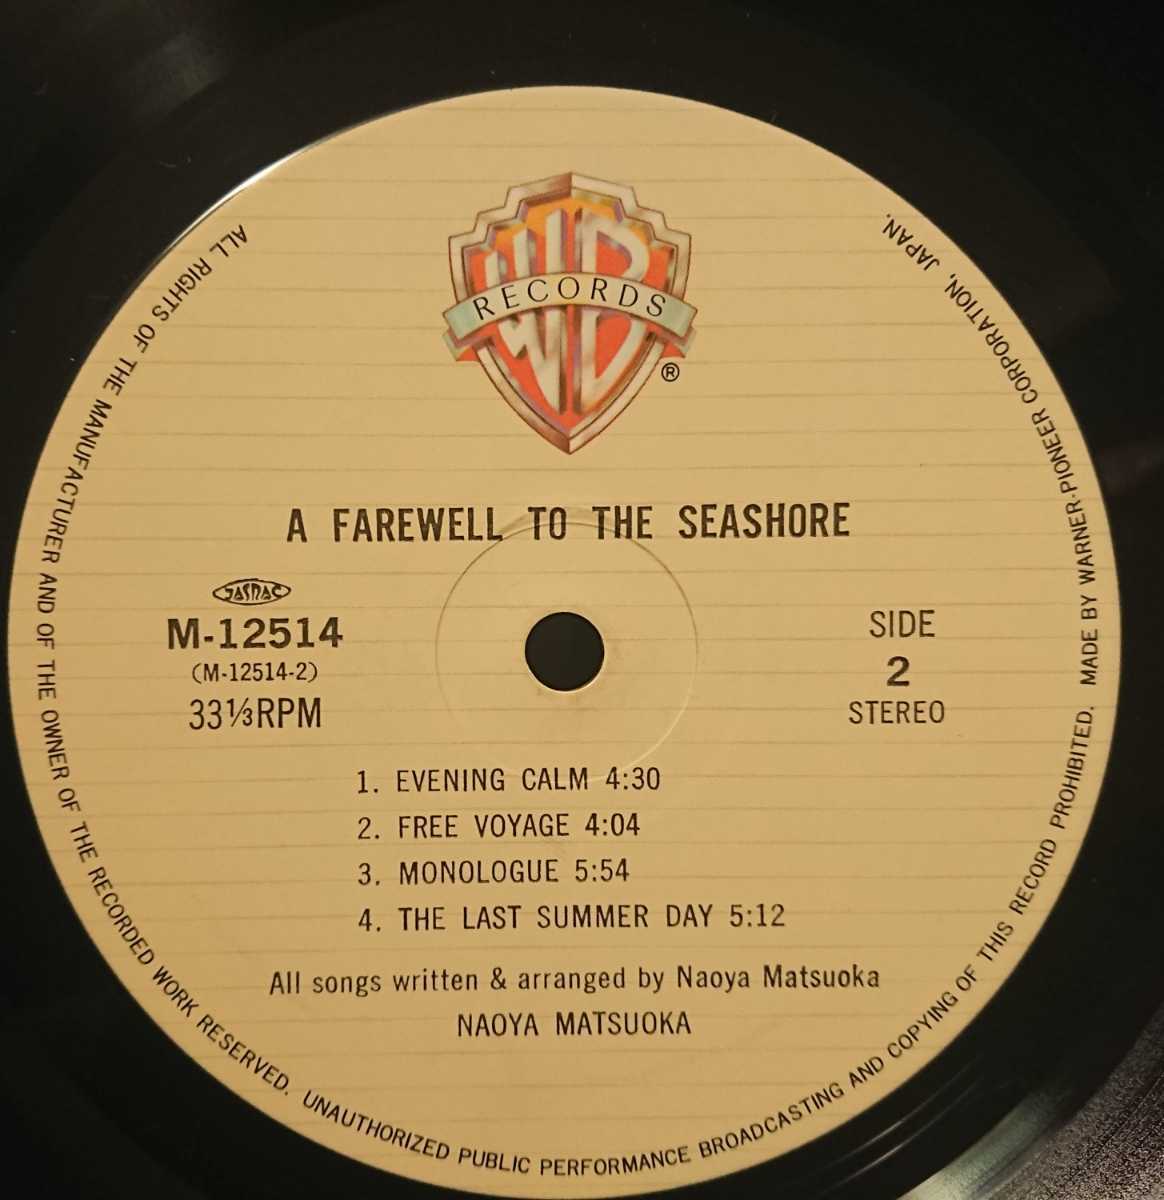 WB
RECORDS
®
A FAREWELL TO THE SEASHORE
JASRAC
M-12514
(M-12514-2)
33⅓RPM
SIDE
2
STEREO
1. EVENING CALM 4:30
2. FREE VOYAGE 4:04
3. MONOLOGUE 5:54
4. THE LAST SUMMER DAY 5:12
All songs written & arranged by Naoya Matsuoka
NAOYA MATSUOKA
ALL RIGHTS OF THE MANUFACTURER AND OF THE OWNER OF THE RECORDED WORK RESERVED. UNAUTHORIZED PUBLIC PERFORMANCE BROADCASTING AND COPYING OF THIS RECORD PROHIBITED. MADE BY WARNER-PIONEER CORPORATION, JAPAN.